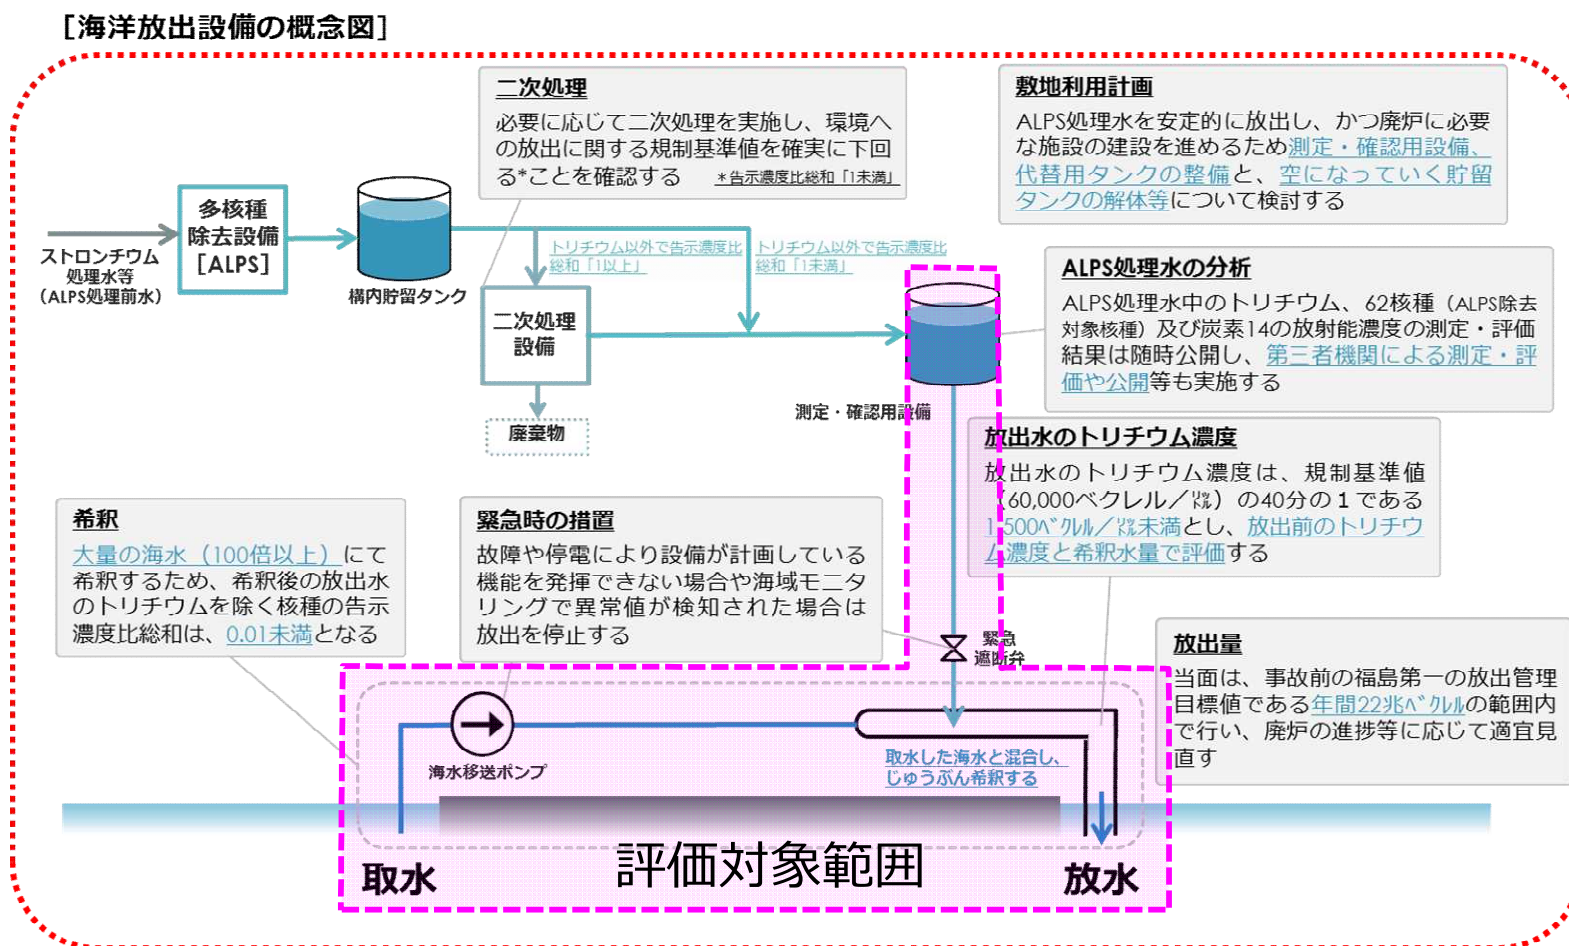 ［海洋放出設備の概念図］
二次処理
必要に応じて二次処理を実施し、環境へ
の放出に関する規制基準値を確実に下回
る*ことを確認する
＊告示濃度比総和「1未満」
敷地利用計画
ALPS処理水を安定的に放出し、かつ廃炉に必要
な施設の建設を進めるため測定・確認用設備、
代替用タンクの整備と、空になっていく貯留
タンクの解体等について検討する
ストロンチウム
処理水等
（ALPS処理前水）
多核種
除去設備
［ALPS］
構内貯留タンク
トリチウム以外で告示濃度比
総和「1以上」
トリチウム以外で告示濃度比
総和「1未満」
二次処理
設備
廃棄物
測定・確認用設備
ALPS処理水の分析
ALPS処理水中のトリチウム、62核種（ALPS除去
対象核種）及び炭素14の放射能濃度の測定・評価
結果は随時公開し、第三者機関による測定・評
価や公開等も実施する
放出水のトリチウム濃度
放出水のトリチウム濃度は、規制基準値
（60,000ベクレル／㍑）の40分の１である
1,500ﾍﾞｸﾚﾙ／㍑未満とし、放出前のトリチウ
ム濃度と希釈水量で評価する
希釈
大量の海水（100倍以上）にて
希釈するため、希釈後の放出水
のトリチウムを除く核種の告示
濃度比総和は、0.01未満となる
緊急時の措置
故障や停電により設備が計画している
機能を発揮できない場合や海域モニタ
リングで異常値が検知された場合は
放出を停止する
緊急
遮断弁
放出量
当面は、事故前の福島第一の放出管理
目標値である年間22兆ﾍﾞｸﾚﾙの範囲内
で行い、廃炉の進捗等に応じて適宜見
直す
海水移送ポンプ
取水した海水と混合し、
じゅうぶん希釈する
取水
評価対象範囲
放水